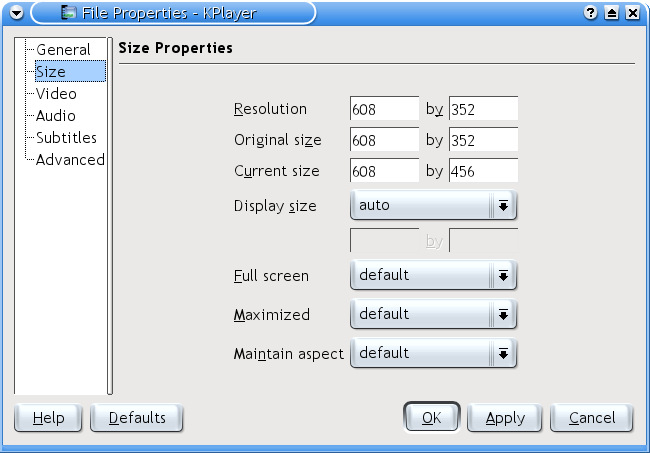 File Properties - KPlayer
General
Size
Video
Audio
Subtitles
Advanced
Size Properties
Resolution 608 by 352
Original size 608 by 352
Current size 608 by 456
Display size auto
by
Full screen default
Maximized default
Maintain aspect default
Help Defaults OK Apply Cancel